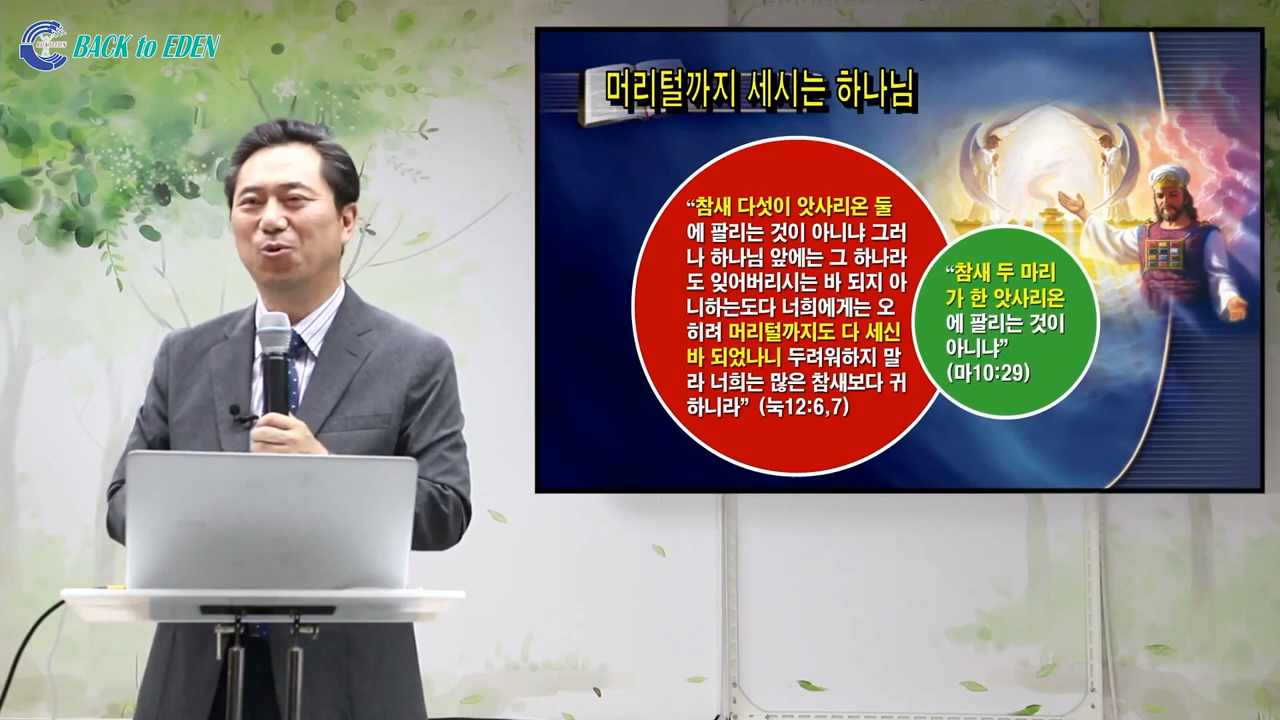 BACK to EDEN
머리털까지 세시는 하나님
“참새 다섯이 앗사리온 둘
에 팔리는 것이 아니냐 그러
나 하나님 앞에는 그 하나라
도 잊어버리시는 바 되지 아
니하는도다 너희에게는 오
히려 머리털까지도 다 세신
바 되었나니 두려워하지 말
라 너희는 많은 참새보다 귀
하니라” (눅12:6,7)
“참새 두 마리
가 한 앗사리온
에 팔리는 것이
아니냐”
(마10:29)